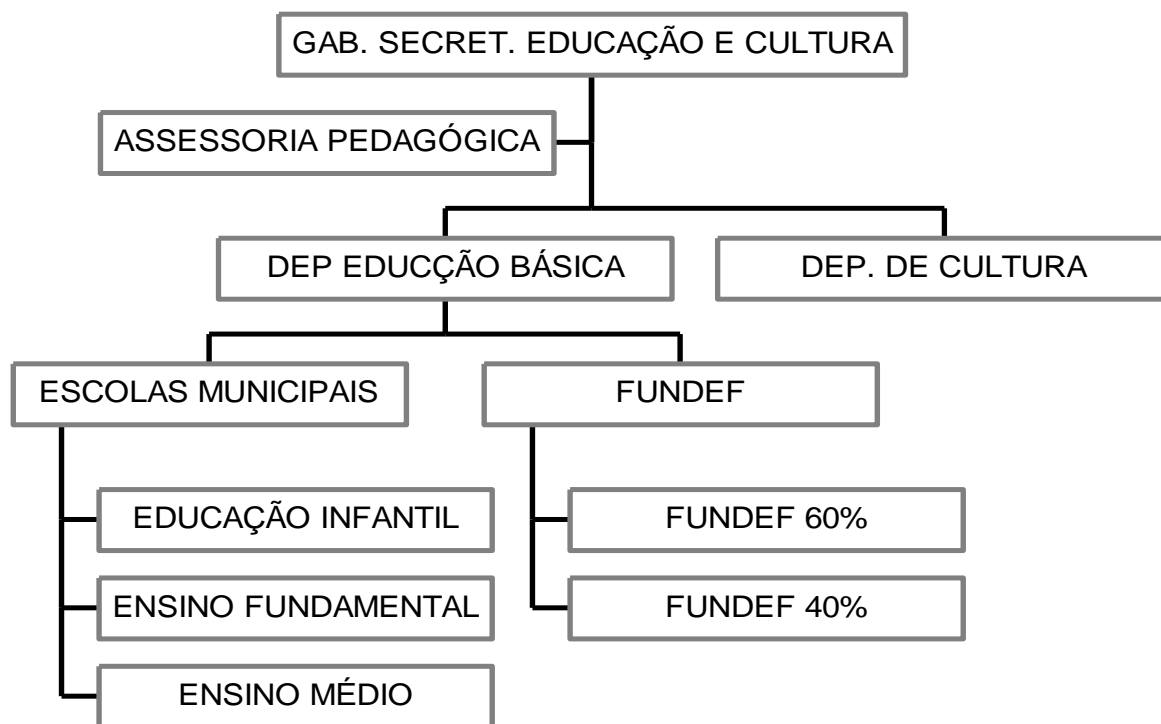 GAB. SECRET. EDUCAÇÃO E CULTURA
ASSESSORIA PEDAGÓGICA
DEP EDUCÇÃO BÁSICA
DEP. DE CULTURA
ESCOLAS MUNICIPAIS
FUNDEF
EDUCAÇÃO INFANTIL
FUNDEF 60%
ENSINO FUNDAMENTAL
FUNDEF 40%
ENSINO MÉDIO